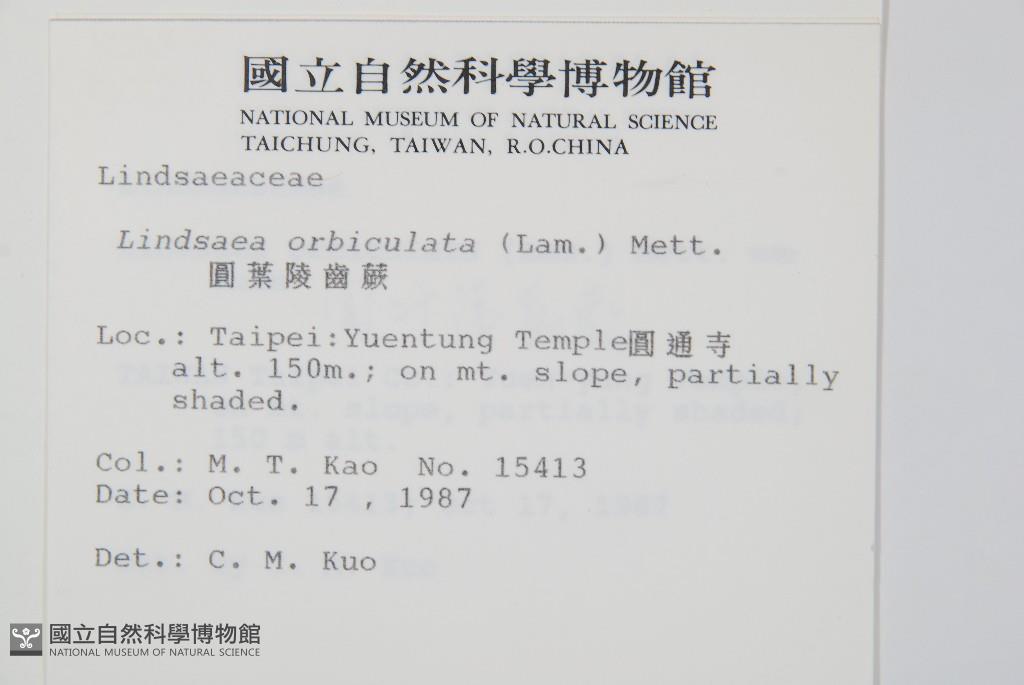 國立自然科學博物館
NATIONAL MUSEUM OF NATURAL SCIENCE
TAICHUNG, TAIWAN, R.O.CHINA
Lindsaeaceae
Lindsaea orbiculata (Lam.) Mett.
圓葉陵齒蕨
Loc.: Taipei:Yuentung Temple圓通寺
alt. 150m.; on mt. slope, partially
shaded.
Col.: M. T. Kao No. 15413
Date: Oct. 17 , 1987
Det.: C. M. Kuo
國立自然科學博物館
NATIONAL MUSEUM OF NATURAL SCIENCE